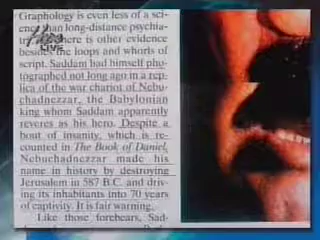 Graphology is even less of a sci-
ence than long-distance psychia-
there is other evidence
besides the loops and whorls of
script. Saddam had himself pho-
tographed not long ago in a rep-
lica of the war chariot of Nebu-
chadnezzar, the Babylonian
king whom Saddam apparently
reveres as his hero. Despite a
bout of insanity, which is re-
counted in The Book of Daniel,
Nebuchadnezzar made his
name in history by destroying
Jerusalem in 587 B.C. and driv-
ing its inhabitants into 70 years
of captivity. It is fair warning.
Like those forebears, Sad-
LIVE